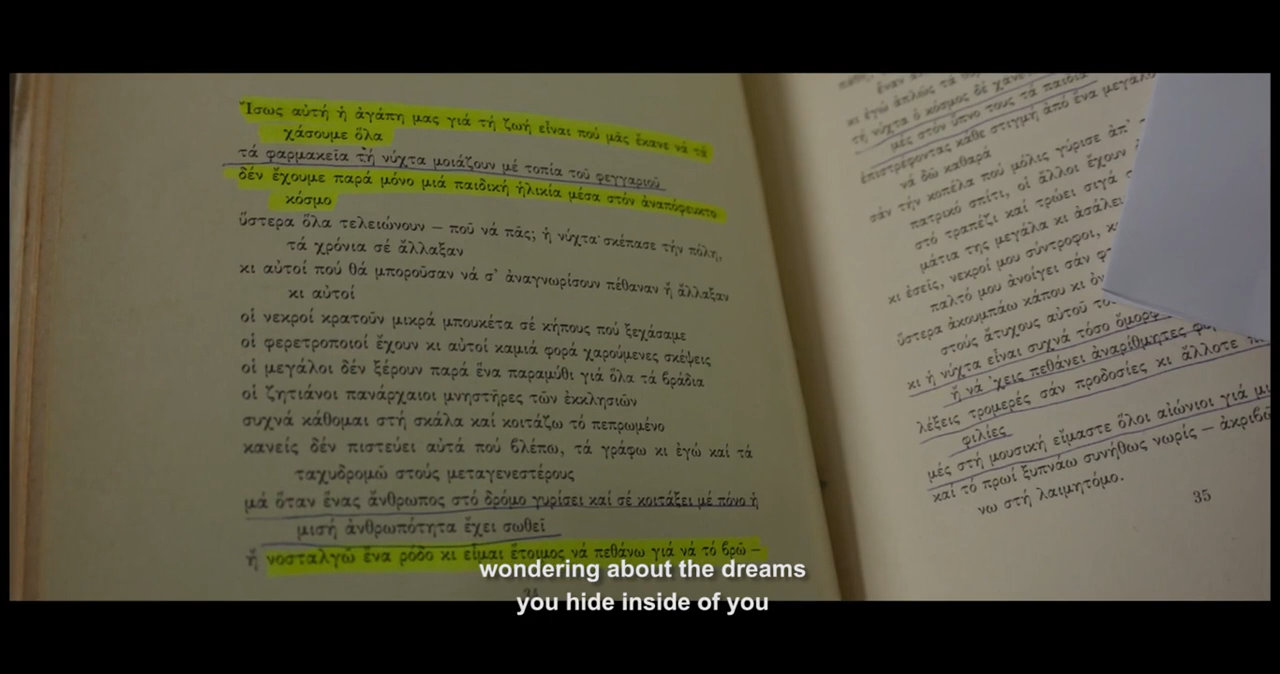 Ἴσως αὐτή ἡ ἀγάπη μας γιά τή ζωή εἶναι πού μᾶς ἔκανε νά τά
χάσουμε ὅλα
τά φαρμακεῖα τή νύχτα μοιάζουν μέ τοπία τοῦ φεγγαριοῦ
δέν ἔχουμε παρά μόνο μιά παιδική ἡλικία μέσα στόν ἀναπόφευκτο
κόσμο
ὕστερα ὅλα τελειώνουν — ποῦ νά πᾶς; ἡ νύχτα σκέπασε τήν πόλη,
τά χρόνια σέ ἄλλαξαν
κι αὐτοί πού θά μποροῦσαν νά σ' ἀναγνωρίσουν πέθαναν ἤ ἄλλαξαν
κι αὐτοί
οἱ νεκροί κρατοῦν μικρά μπουκέτα σέ κήπους πού ξεχάσαμε
οἱ φερετροποιοί ἔχουν κι αὐτοί καμιά φορά χαρούμενες σκέψεις
οἱ μεγάλοι δέν ξέρουν παρά ἕνα παραμύθι γιά ὅλα τά βράδια
οἱ ζητιάνοι πανάρχαιοι μνηστῆρες τῶν ἐκκλησιῶν
συχνά κάθομαι στή σκάλα καί κοιτάζω τό πεπρωμένο
κανείς δέν πιστεύει αὐτά πού βλέπω, τά γράφω κι ἐγώ καί τά
ταχυδρομῶ στούς μεταγενεστέρους
μά ὅταν ἕνας ἄνθρωπος στό δρόμο γυρίσει καί σέ κοιτάξει μέ πόνο ἡ
μισή ἀνθρωπότητα ἔχει σωθεῖ
ἤ νοσταλγῶ ἕνα ρόδο κι εἶμαι ἕτοιμος νά πεθάνω γιά νά τό βρῶ —
κι ἐγώ ἁπλώς τά
τή νύχτα ὁ κόσμος δέ
μές στόν ὕπνο τους τά παιδιά
ἐπιστρέφοντας κάθε στιγμή ἀπό ἕνα
νά δῶ καθαρά
σάν τήν κοπέλα πού μόλις γύρισε ἀπ'
πατρικό σπίτι, οἱ ἄλλοι ἔχουν
στό τραπέζι καί τρώει σιγά
μάτια της μεγάλα κι
κι ἐσεῖς, νεκροί μου σύντροφοι,
παλτό μου ἀνοίγει σάν
ὕστερα ἀκουμπάω κάπου κι
στούς ἄτυχους αὐτοῦ
κι ἡ νύχτα εἶναι συχνά τόσο
ἤ νά 'χεις πεθάνει ἀναρίθμητες
λέξεις τρομερές σάν προδοσίες κι ἄλλοτε
φιλίες
μές στή μουσική εἴμαστε ὅλοι αἰώνιοι γιά
καί τό πρωί ξυπνάω συνήθως νωρίς —
νω στή λαιμητόμο.
35
wondering about the dreams
you hide inside of you